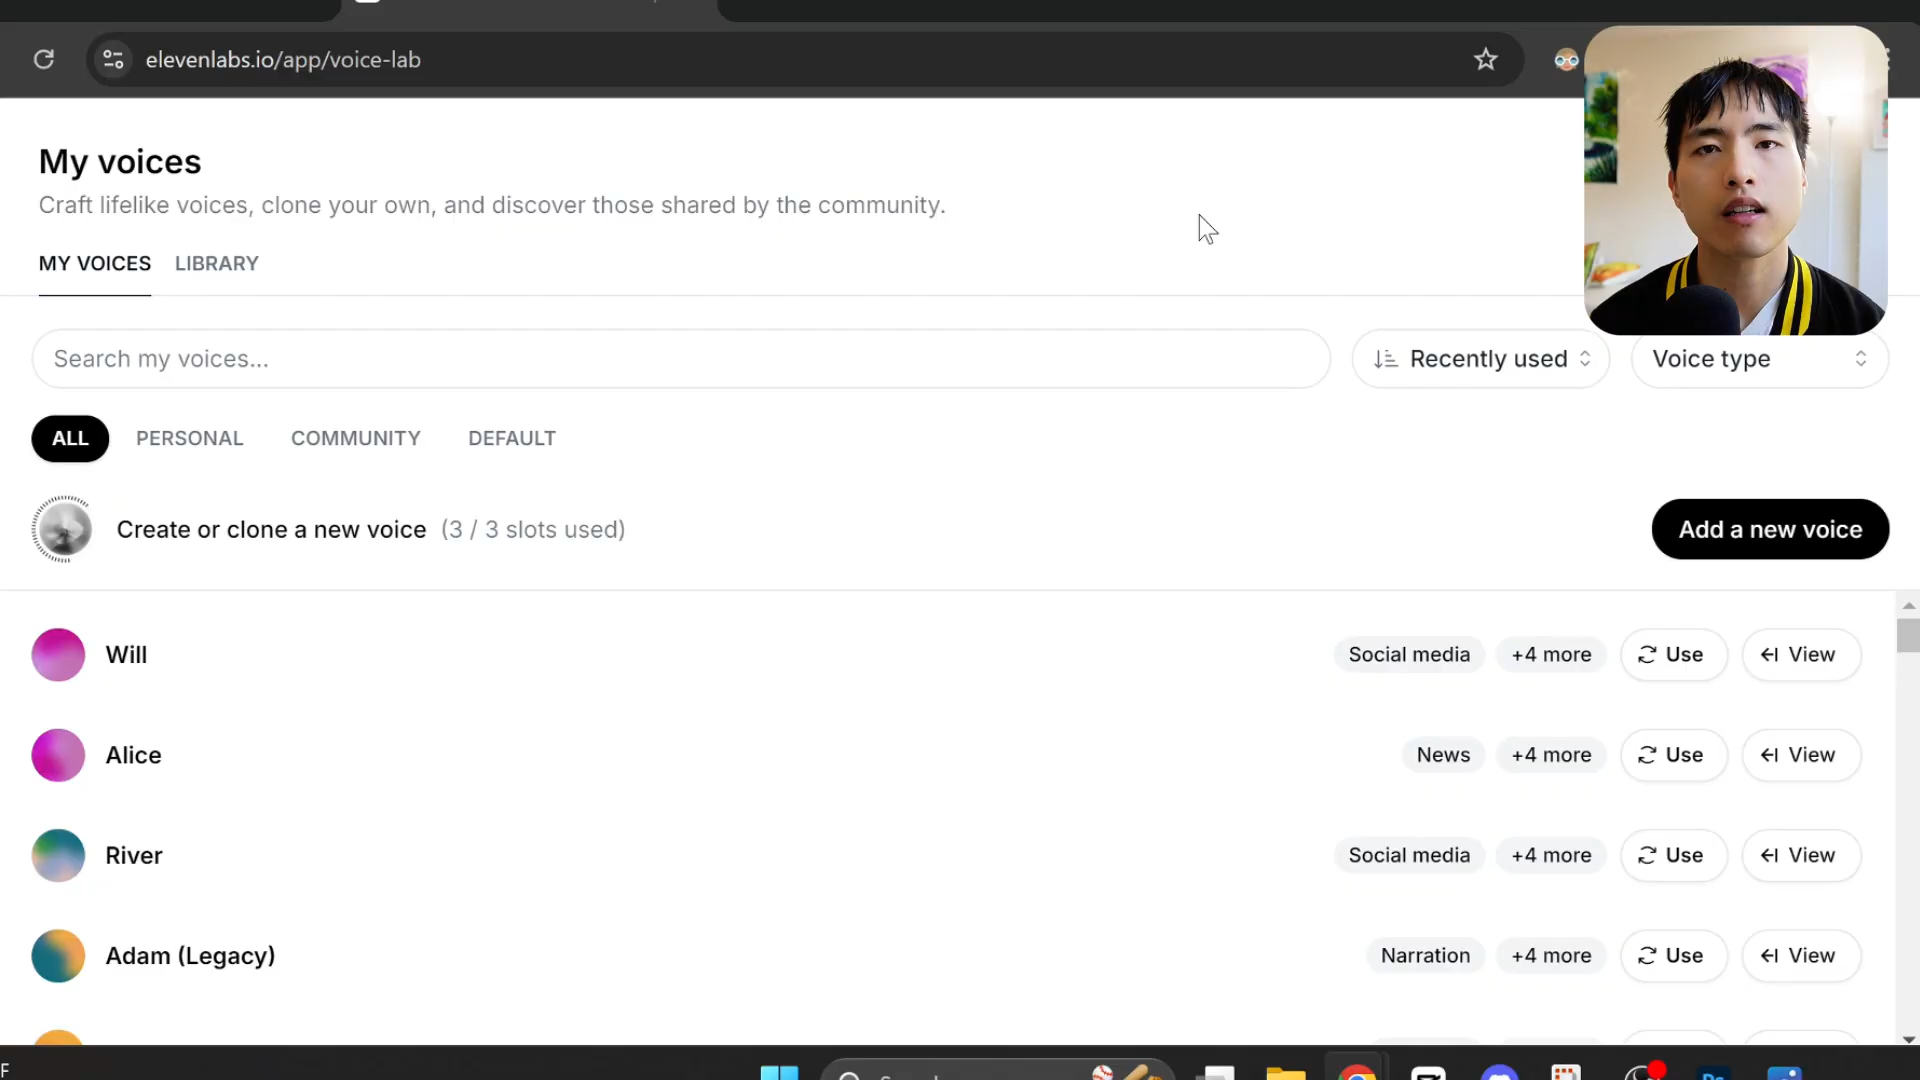 elevenlabs.io/app/voice-lab
My voices
Craft lifelike voices, clone your own, and discover those shared by the community.
MY VOICES LIBRARY
Search my voices...
Recently used
Voice type
ALL PERSONAL COMMUNITY DEFAULT
Create or clone a new voice (3 / 3 slots used)
Add a new voice
Will Social media +4 more Use View
Alice News +4 more Use View
River Social media +4 more Use View
Adam (Legacy) Narration +4 more Use View